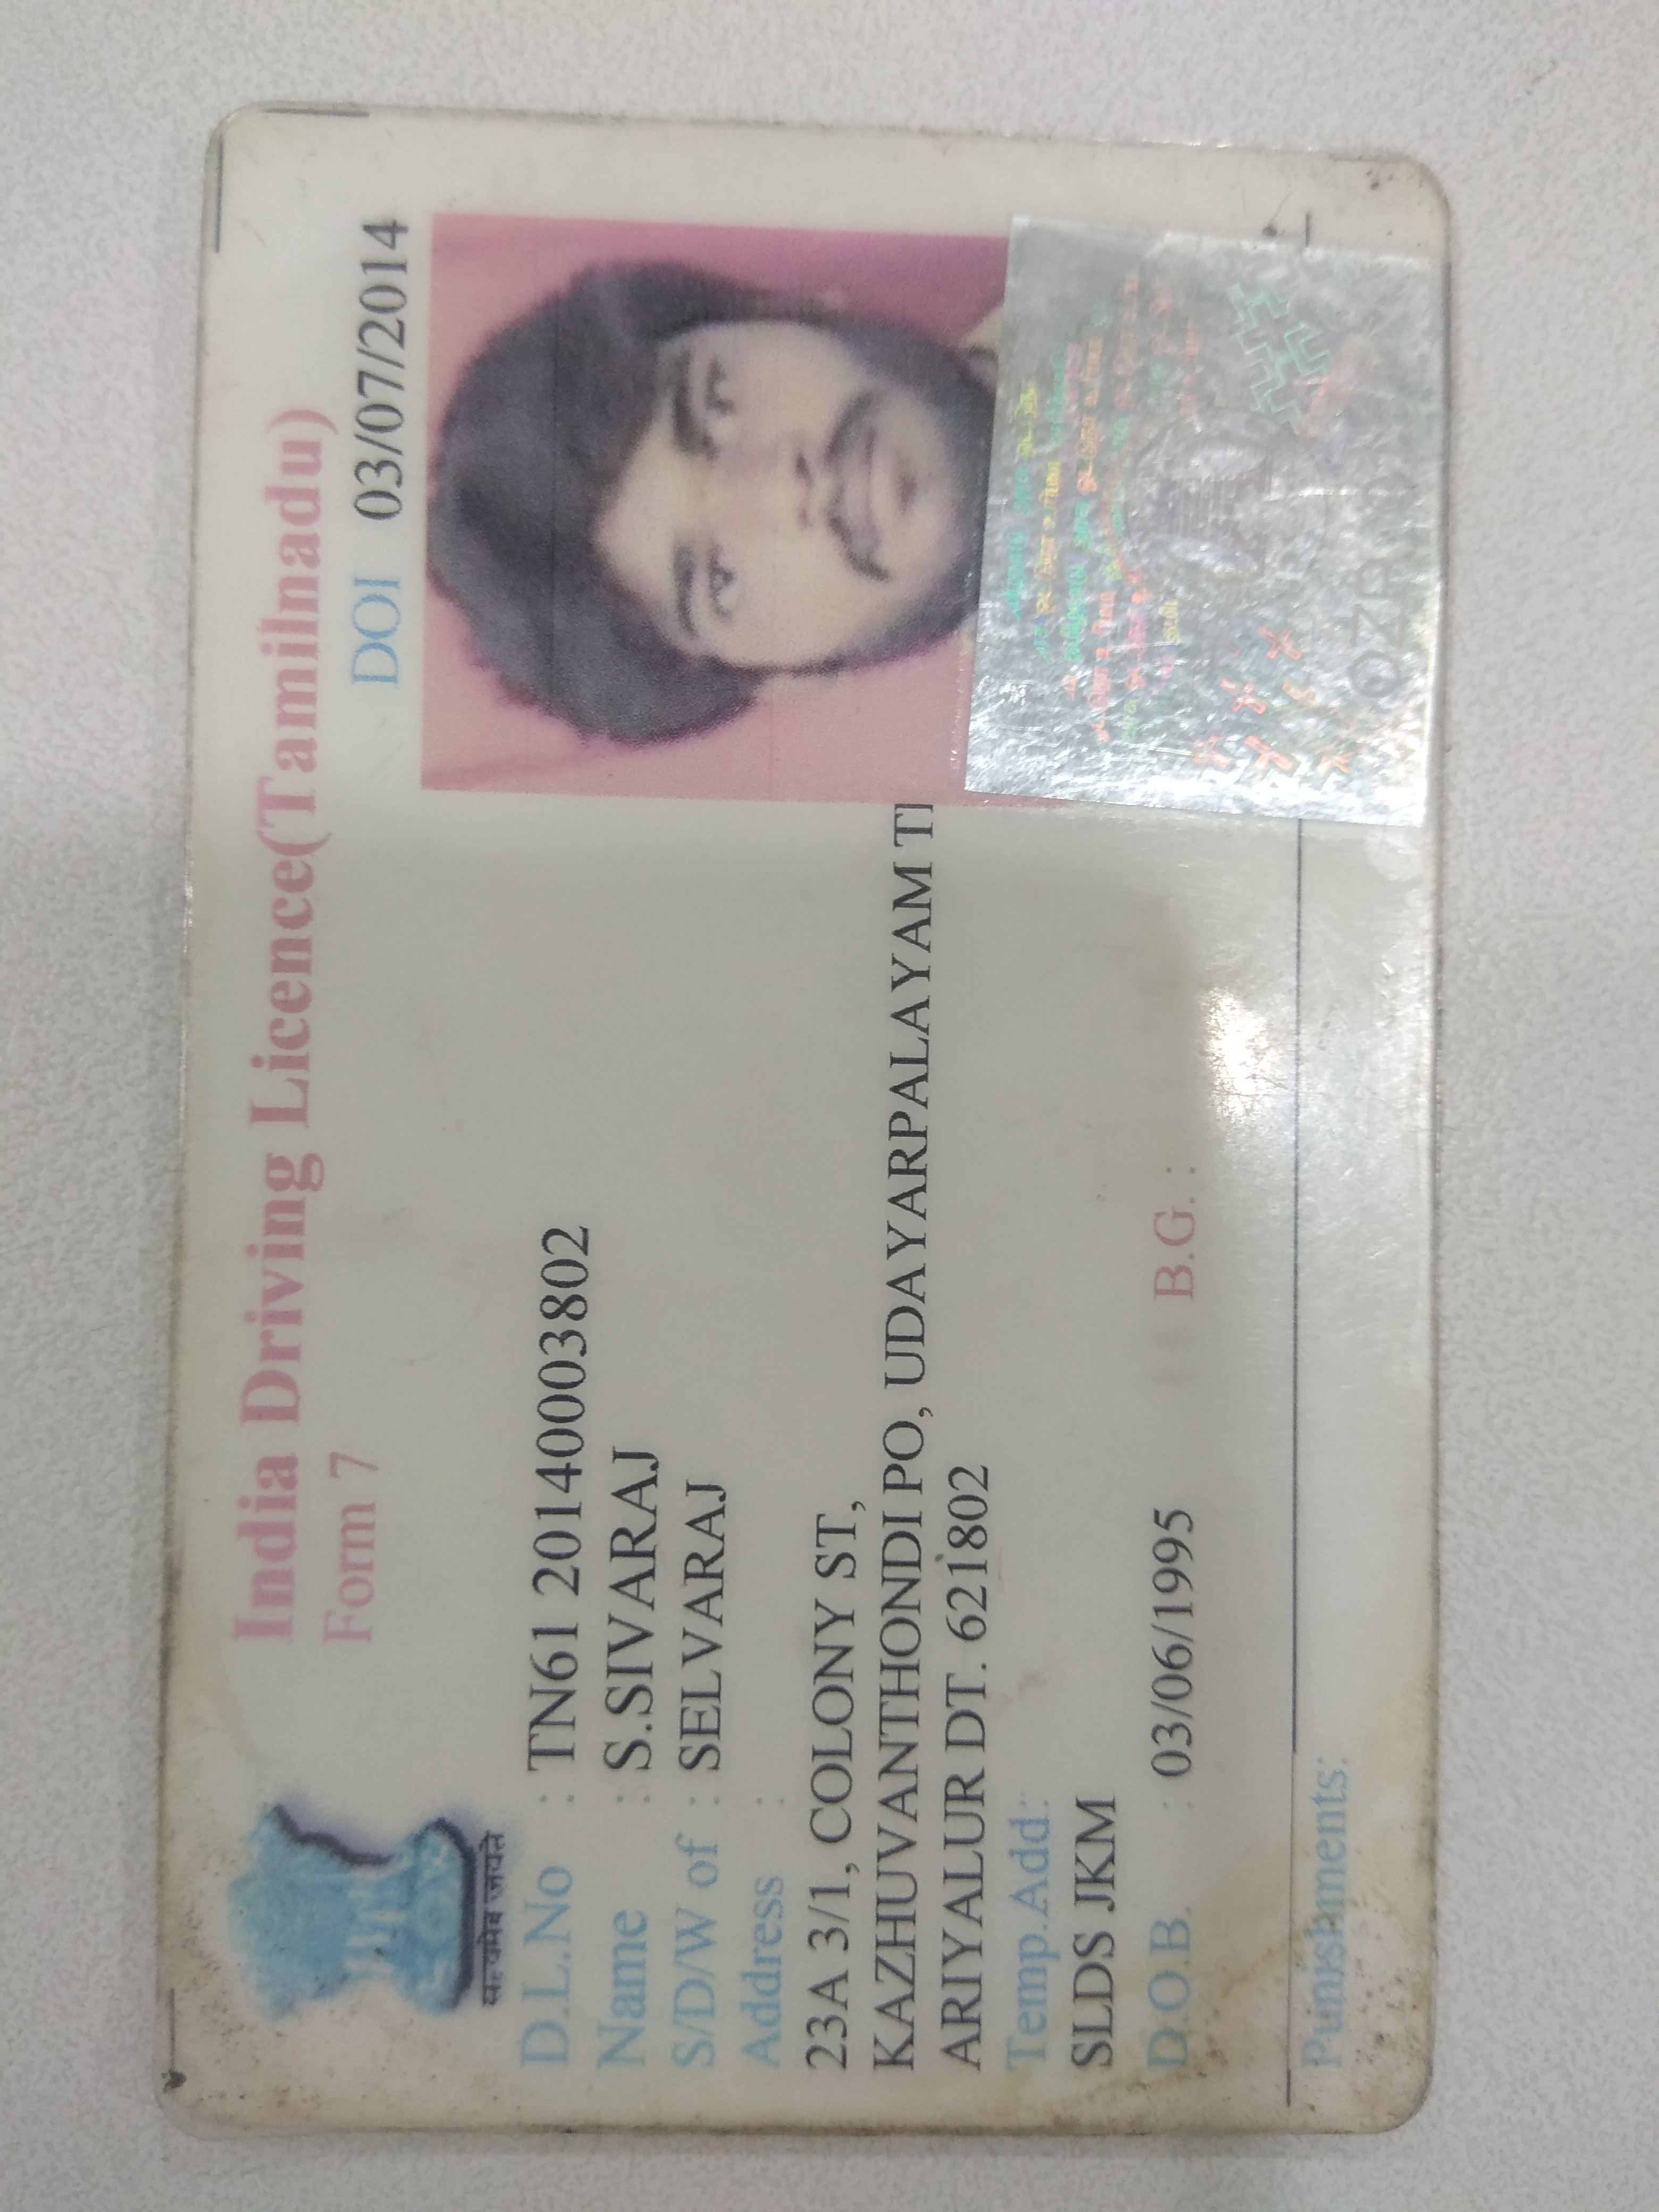 India Driving Licence(Tamilnadu)
Form 7
DOI 03/07/2014
सत्यमेव जयते
D.L.No : TN61 20140003802
Name : S.SIVARAJ
S/D/W of : SELVARAJ
Address :
23A 3/1, COLONY ST,
KAZHUVANTHONDI PO, UDAYARPALAYAM
ARIYALUR DT. 621802
Temp.Add:
SLDS JKM
D.O.B. : 03/06/1995 B.G. :
Punishments: